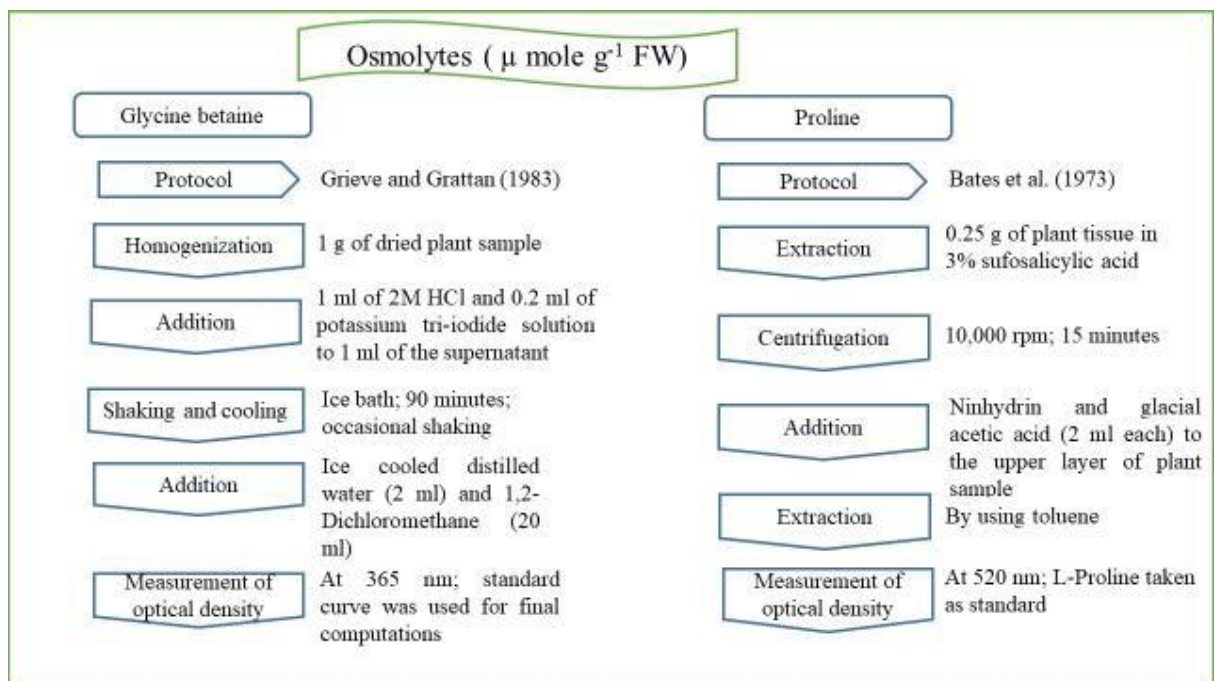 Osmolytes ( μ mole g⁻¹ FW)
Glycine betaine
Protocol
Grieve and Grattan (1983)
Homogenization
1 g of dried plant sample
Addition
1 ml of 2M HCl and 0.2 ml of
potassium tri-iodide solution
to 1 ml of the supernatant
Shaking and cooling
Ice bath; 90 minutes;
occasional shaking
Addition
Ice cooled distilled
water (2 ml) and 1,2-
Dichloromethane (20
ml)
Measurement of
optical density
At 365 nm; standard
curve was used for final
computations
Proline
Protocol
Bates et al. (1973)
Extraction
0.25 g of plant tissue in
3% sufosalicylic acid
Centrifugation
10,000 rpm; 15 minutes
Addition
Ninhydrin and glacial
acetic acid (2 ml each) to
the upper layer of plant
sample
Extraction
By using toluene
Measurement of
optical density
At 520 nm; L-Proline taken
as standard